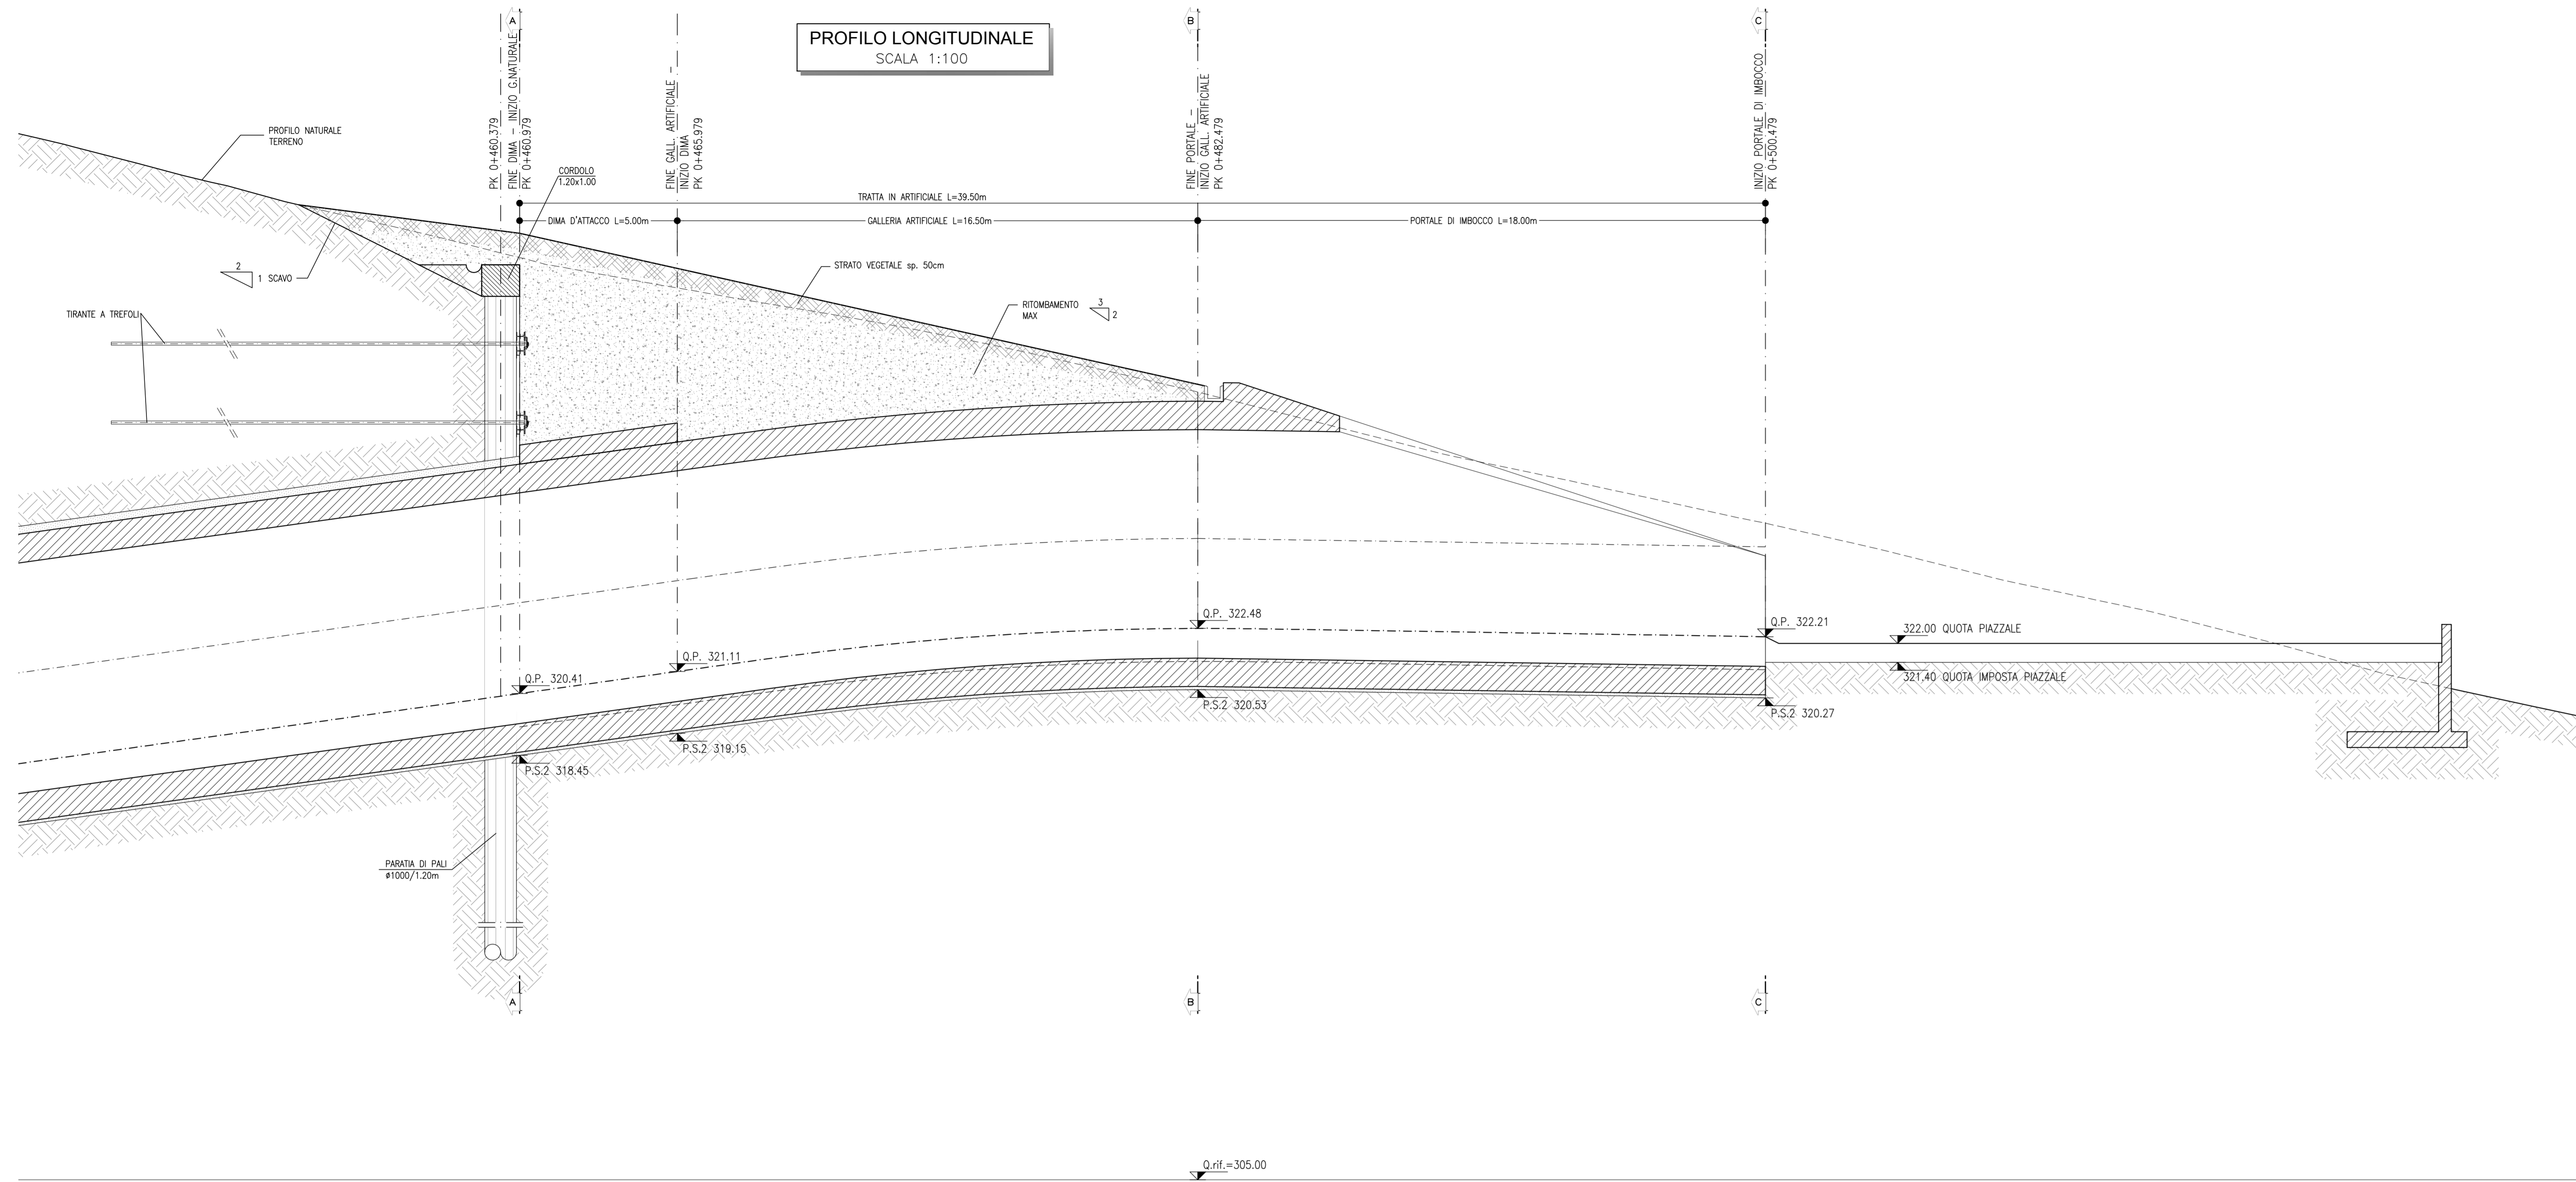 A
B
C
PROFILO LONGITUDINALE
SCALA 1:100
PK 0+460.379
FINE DIMA - INIZIO G.NATURALE
PK 0+460.979
FINE GALL. ARTIFICIALE -
INIZIO DIMA
PK 0+465.979
FINE PORTALE -
INIZIO GALL. ARTIFICIALE
PK 0+482.479
INIZIO PORTALE DI IMBOCCO
PK 0+500.479
PROFILO NATURALE
TERRENO
CORDOLO
1.20x1.00
TRATTA IN ARTIFICIALE L=39.50m
DIMA D'ATTACCO L=5.00m
GALLERIA ARTIFICIALE L=16.50m
PORTALE DI IMBOCCO L=18.00m
2
1 SCAVO
STRATO VEGETALE sp. 50cm
RITOMBAMENTO
MAX
3
2
TIRANTE A TREFOLI
Q.P. 322.48
Q.P. 322.21
322.00 QUOTA PIAZZALE
Q.P. 321.11
Q.P. 320.41
321.40 QUOTA IMPOSTA PIAZZALE
P.S.2 320.53
P.S.2 320.27
P.S.2 319.15
P.S.2 318.45
PARATIA DI PALI
ø1000/1.20m
A
B
C
Q.rif.=305.00